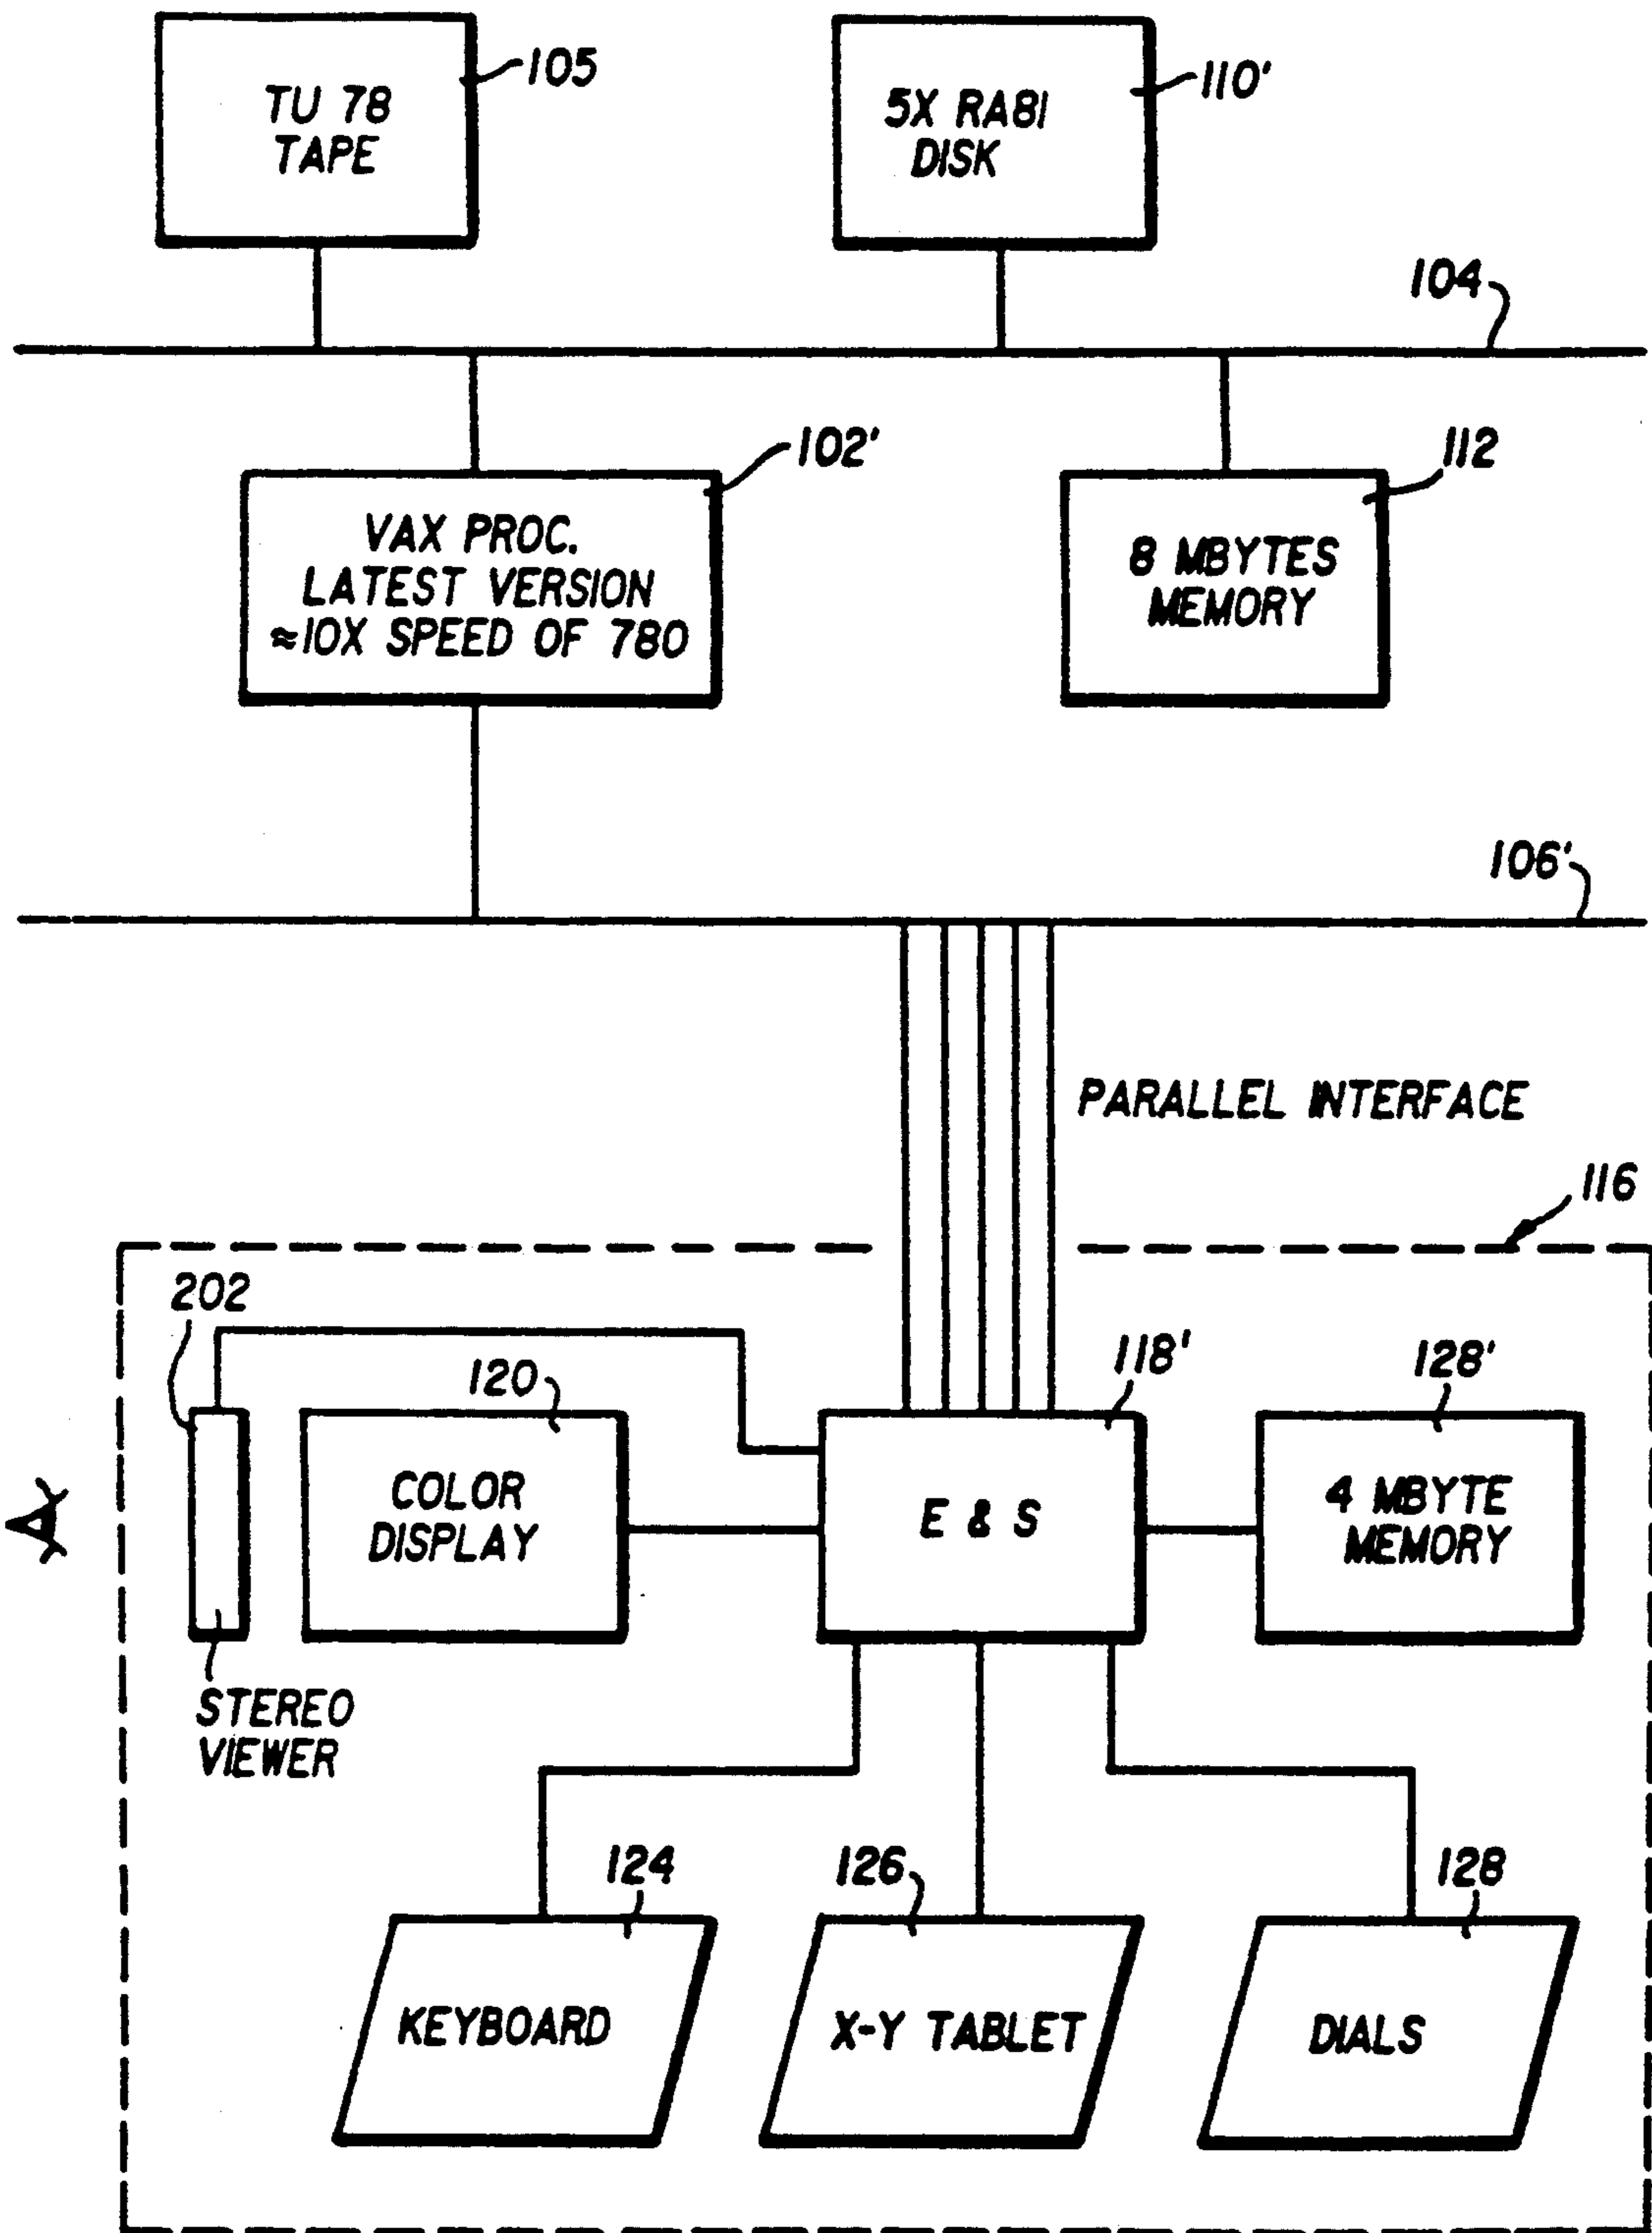 TU 78
TAPE
105
5X RA81
DISK
110'
104
VAX PROC.
LATEST VERSION
≈10X SPEED OF 780
102'
8 MBYTES
MEMORY
112
106'
PARALLEL INTERFACE
116
202
120
118'
128'
COLOR
DISPLAY
E & S
4 MBYTE
MEMORY
STEREO
VIEWER
124
126
128
KEYBOARD
X-Y TABLET
DIALS